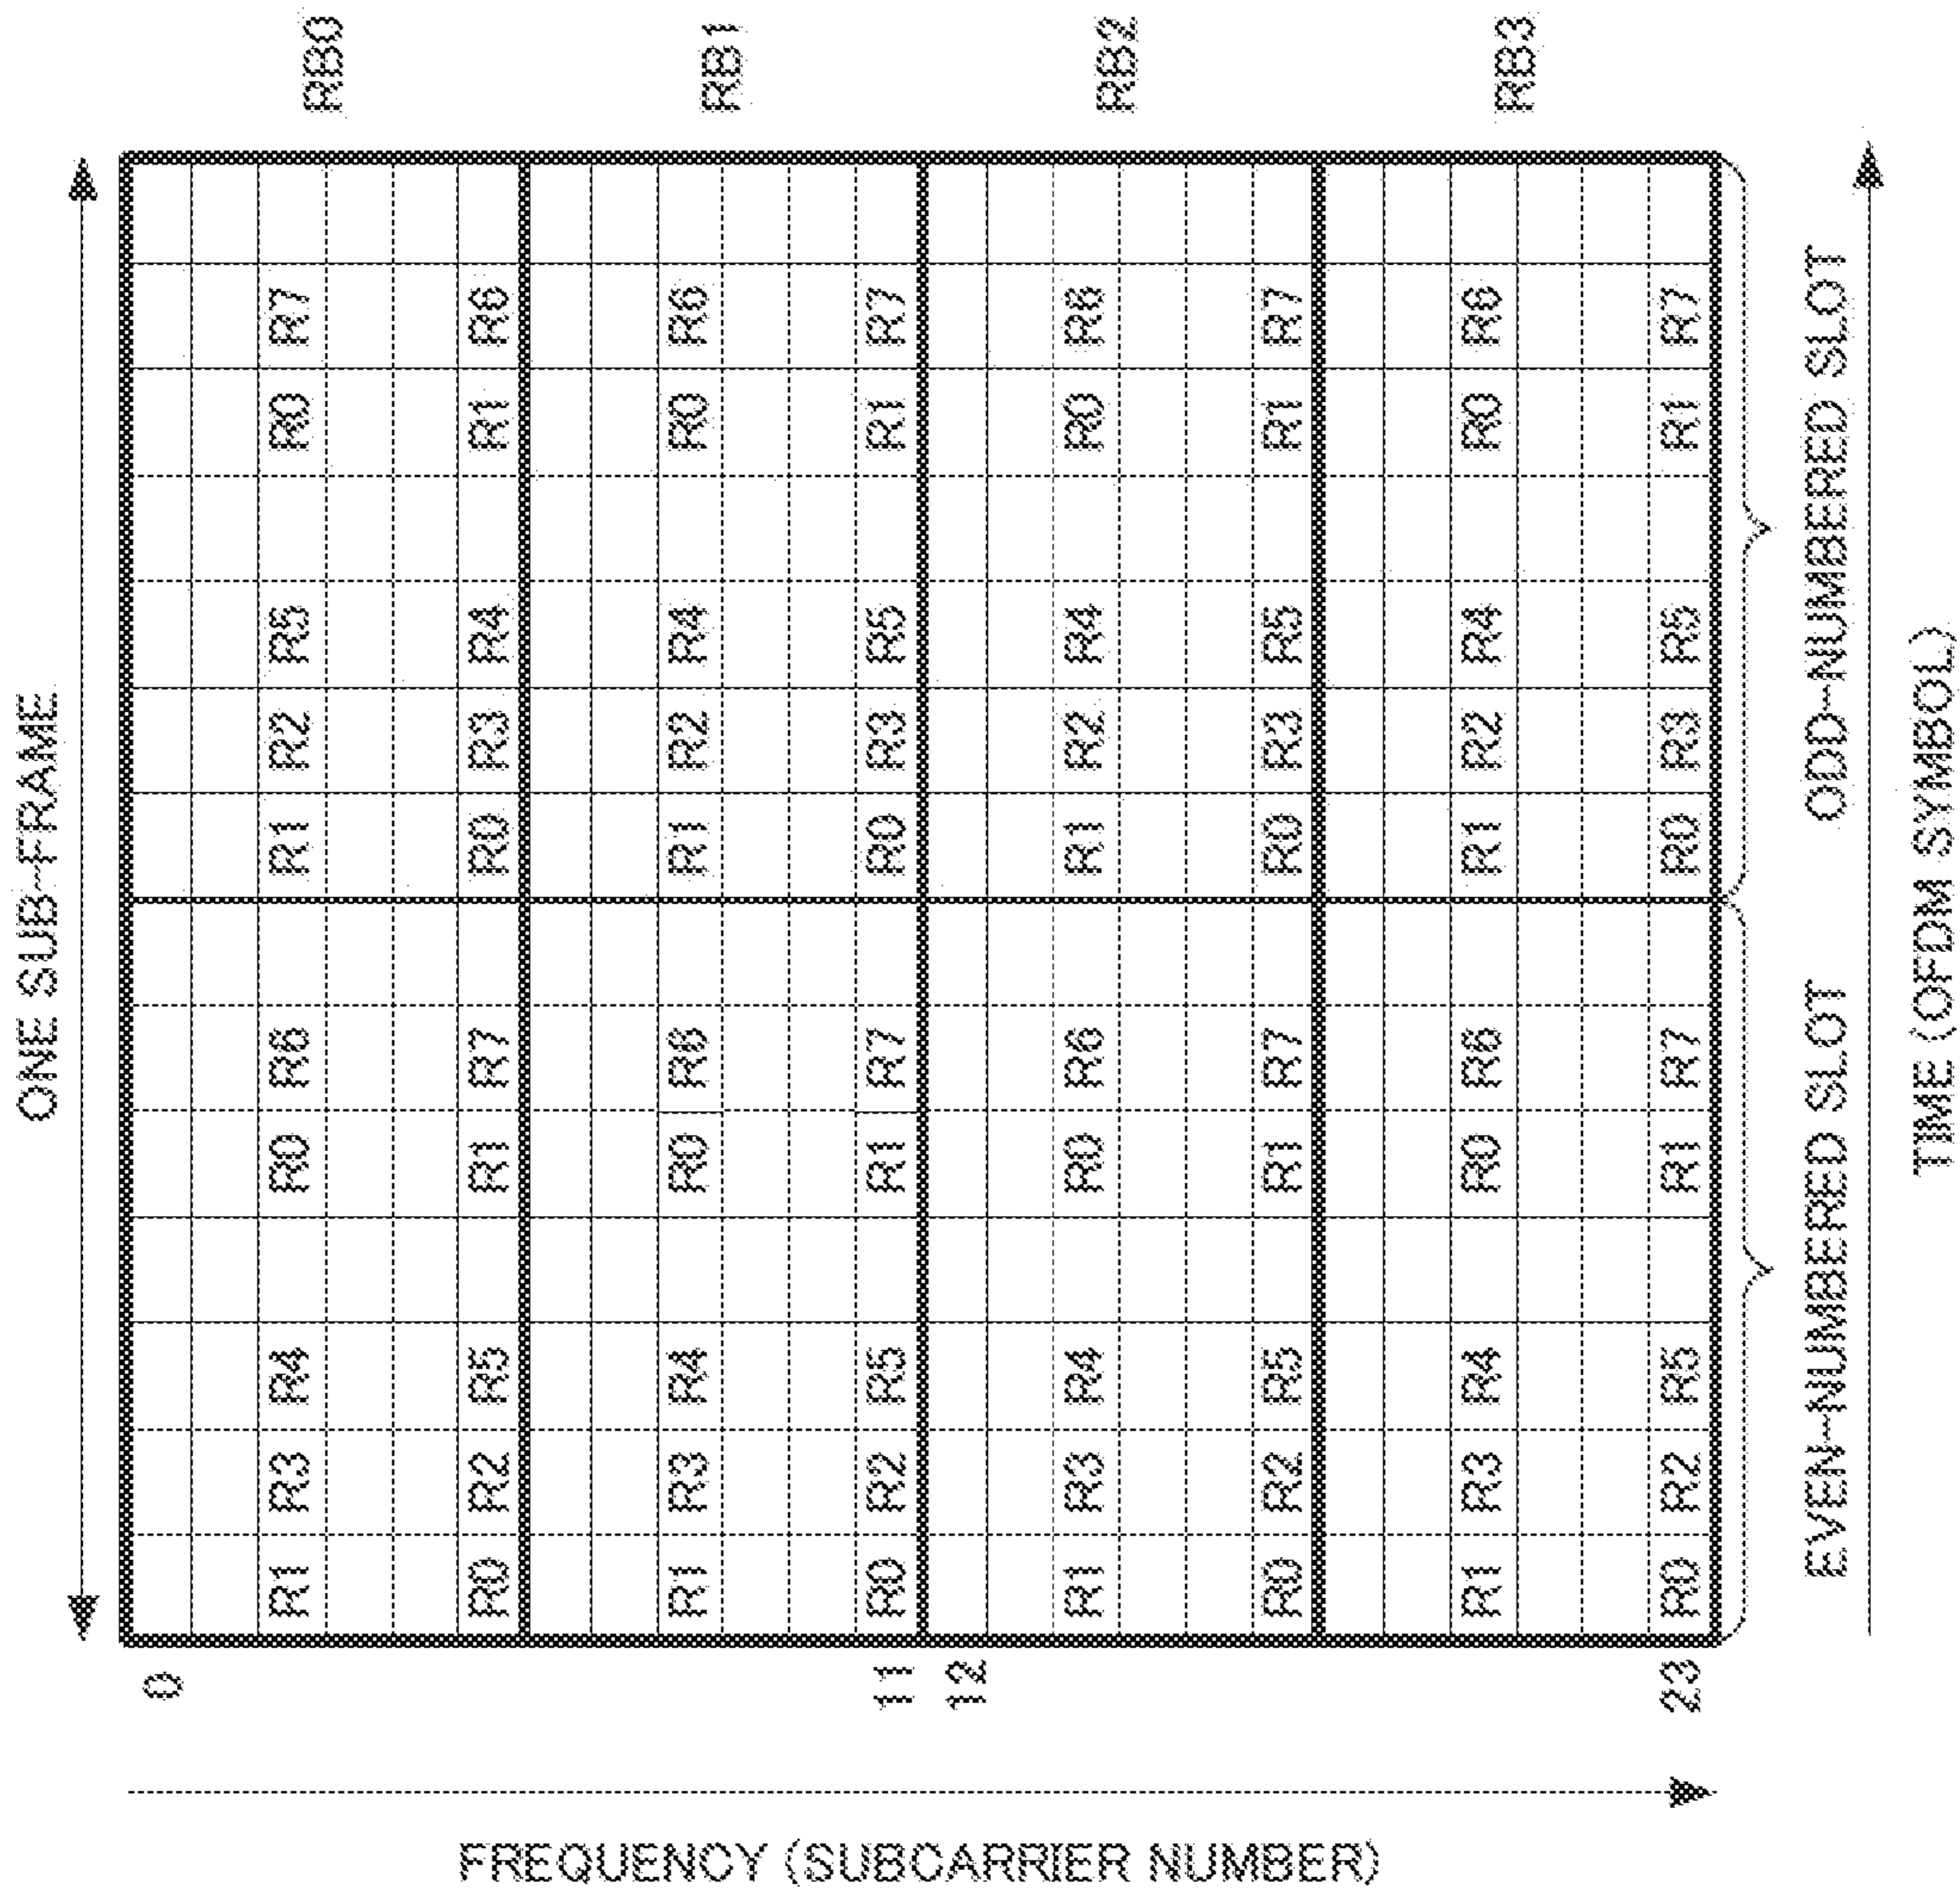 ONE SUB-FRAME
0
R1 R3 R4 R0 R6 R1 R2 R5 R0 R7
RB0
R0 R2 R5 R1 R7 R0 R3 R4 R1 R6
R1 R3 R4 R0 R6 R1 R2 R4 R0 R6
RB1
11 R0 R2 R5 R1 R7 R0 R3 R5 R1 R7
12
R1 R3 R4 R0 R6 R1 R2 R4 R0 R6
RB2
R0 R2 R5 R1 R7 R0 R3 R5 R1 R7
R1 R3 R4 R0 R6 R1 R2 R4 R0 R6
RB3
23 R0 R2 R5 R1 R7 R0 R3 R5 R1 R7
EVEN-NUMBERED SLOT ODD-NUMBERED SLOT
TIME (OFDM SYMBOL)
FREQUENCY (SUBCARRIER NUMBER)